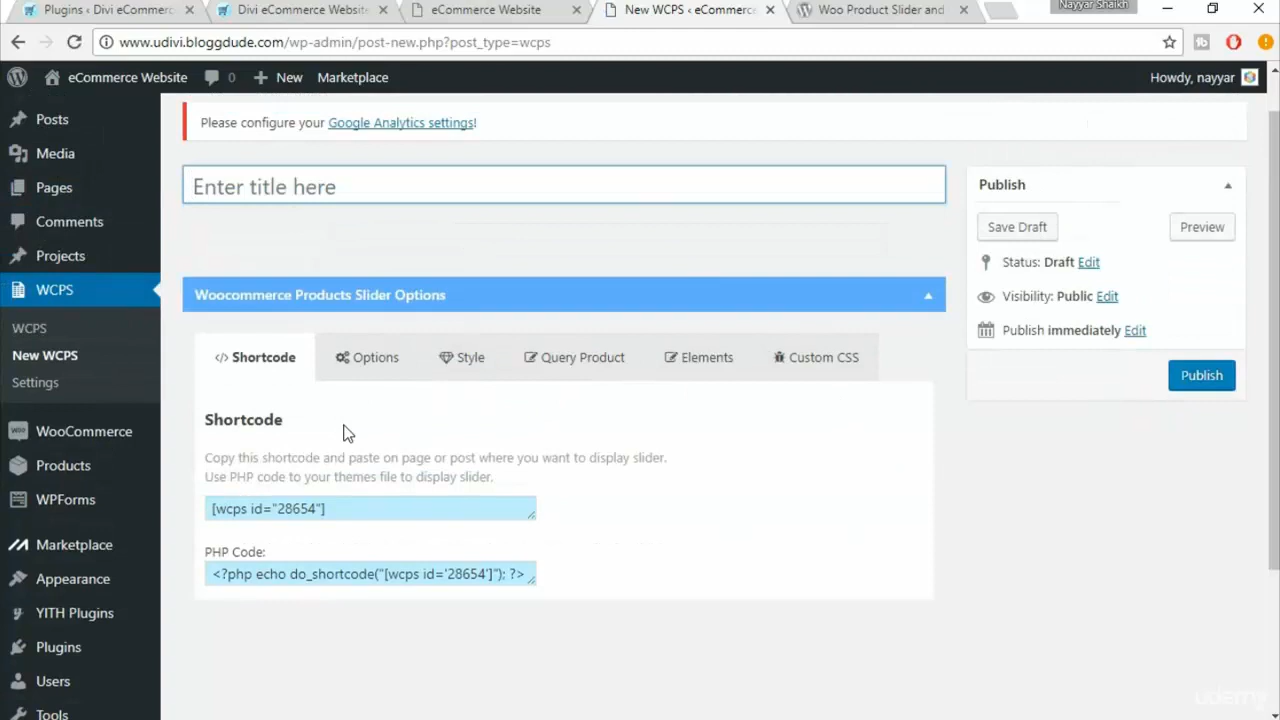 Plugins < Divi eCommerc
Divi eCommerce Website
eCommerce Website
New WCPS < eCommerce
Woo Product Slider and
Nayyar Shaikh
www.udivi.bloggdude.com/wp-admin/post-new.php?post_type=wcps
eCommerce Website
0
New
Marketplace
Howdy, nayyar
Posts
Media
Pages
Comments
Projects
WCPS
WCPS
New WCPS
Settings
WooCommerce
Products
WPForms
Marketplace
Appearance
YITH Plugins
Plugins
Users
Tools
Please configure your Google Analytics settings!
Enter title here
Woocommerce Products Slider Options
</> Shortcode
Options
Style
Query Product
Elements
Custom CSS
Shortcode
Copy this shortcode and paste on page or post where you want to display slider.
Use PHP code to your themes file to display slider.
[wcps id="28654"]
PHP Code:
<?php echo do_shortcode("[wcps id='28654']"); ?>
Publish
Save Draft
Preview
Status: Draft Edit
Visibility: Public Edit
Publish immediately Edit
Publish
udemy